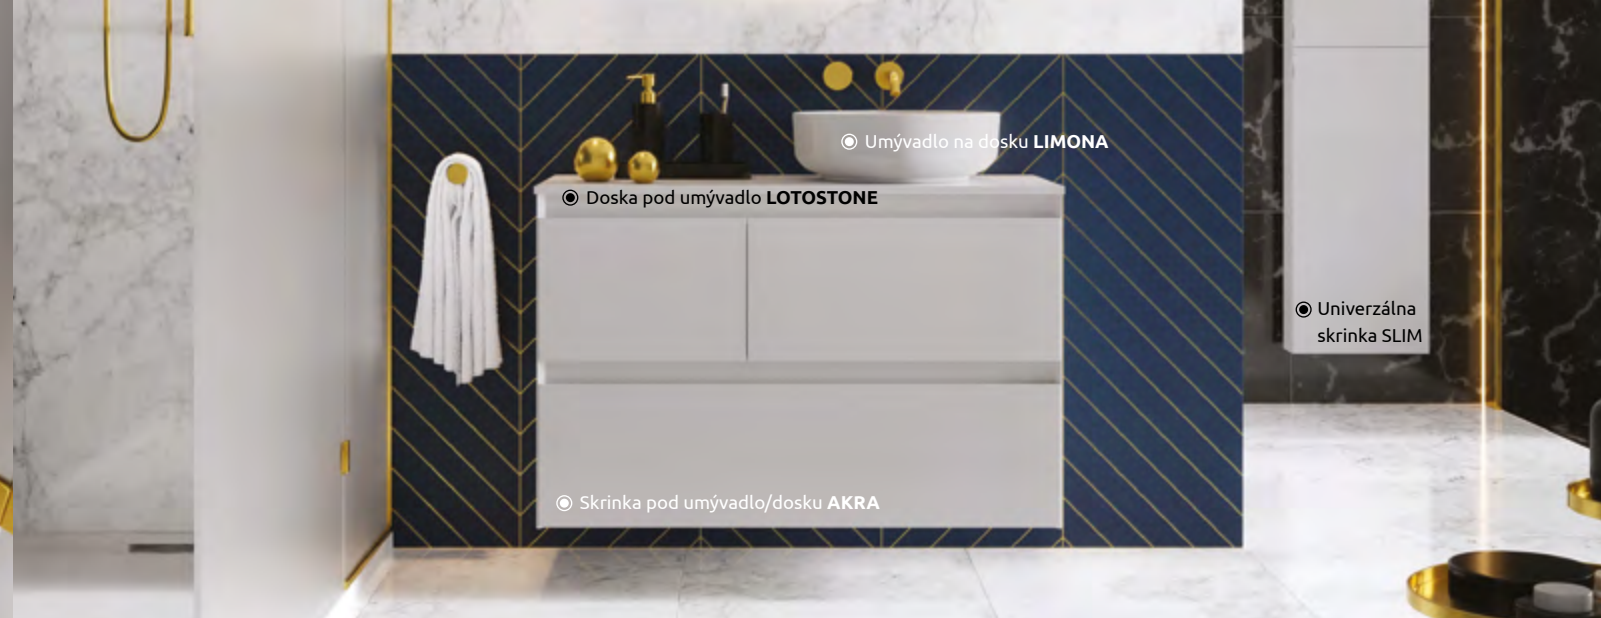 Umývadlo na dosku LIMONA
Doska pod umývadlo LOTOSTONE
Univerzálna
skrinka SLIM
Skrinka pod umývadlo/dosku AKRA